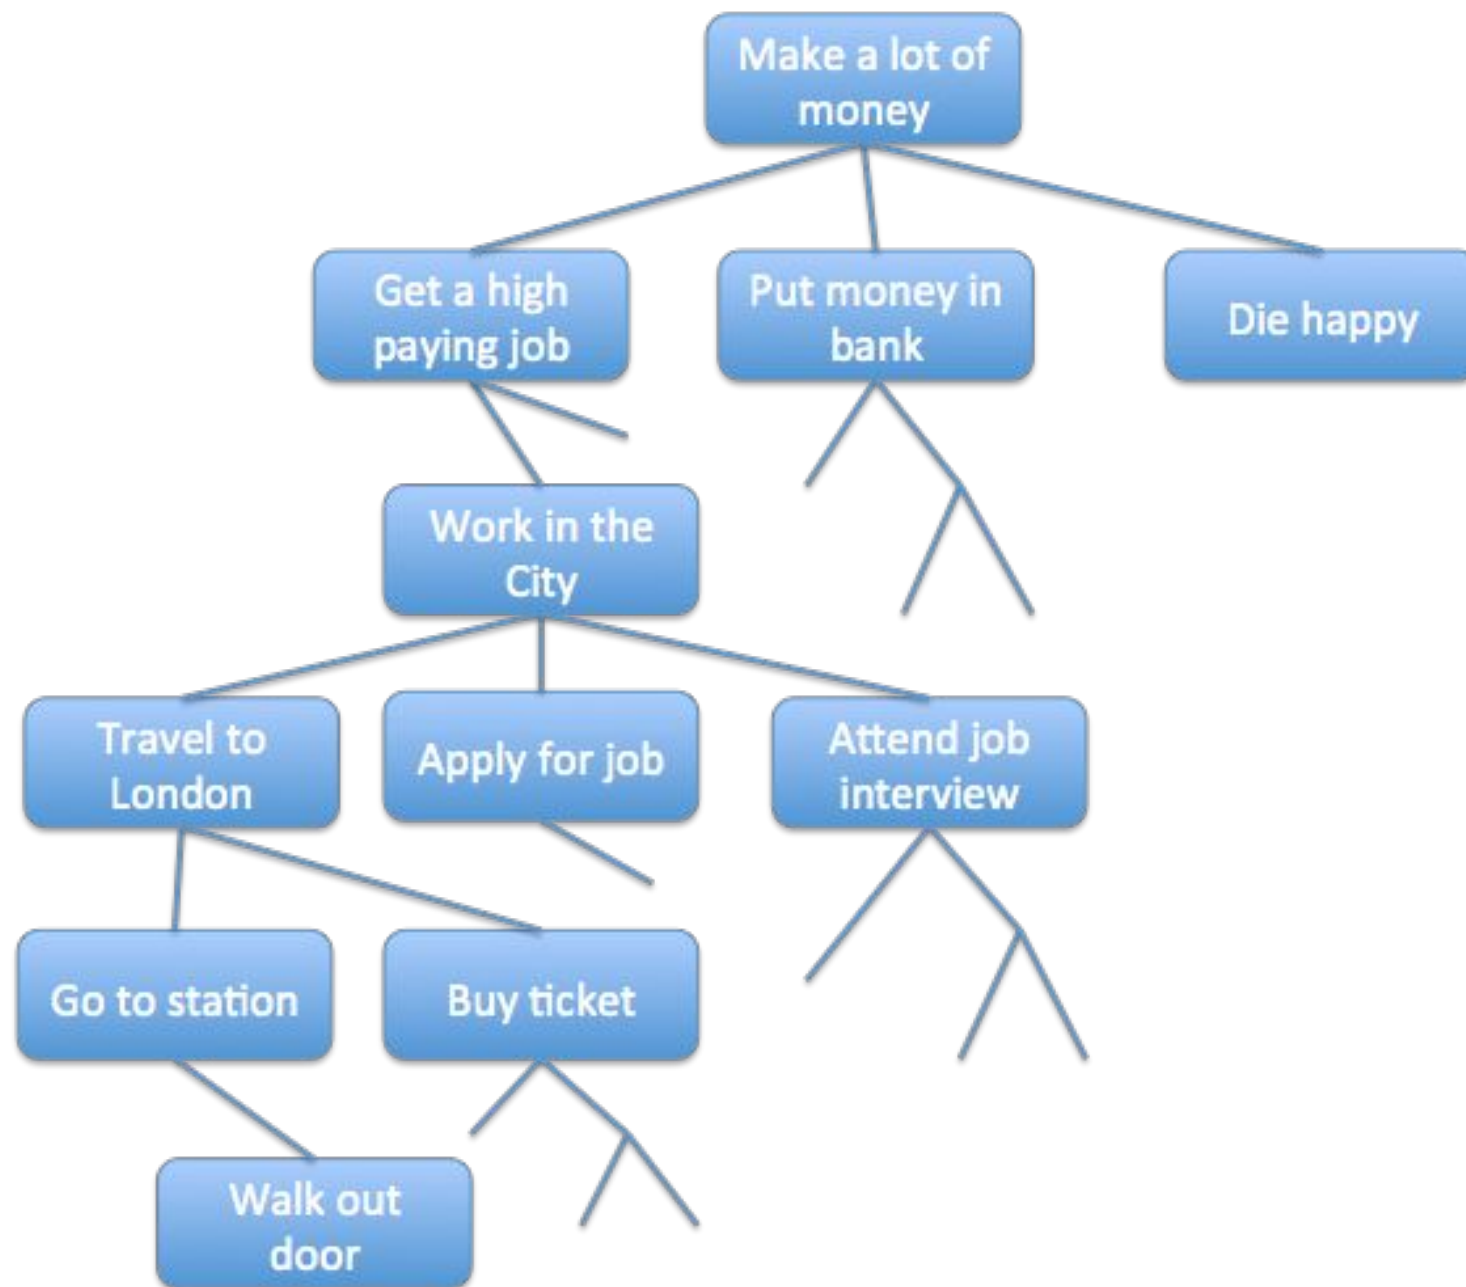 Make a lot of
money
Get a high
paying job
Put money in
bank
Die happy
Work in the
City
Travel to
London
Apply for job
Attend job
interview
Go to station
Buy ticket
Walk out
door